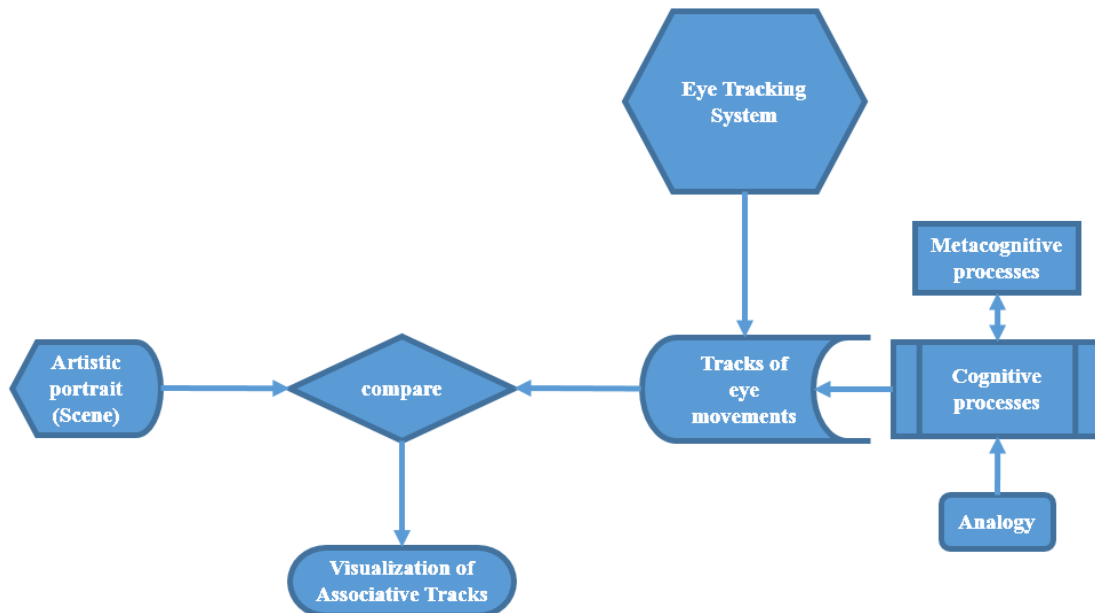 Eye Tracking
System
Metacognitive
processes
Artistic
portrait
(Scene)
compare
Tracks of
eye
movements
Cognitive
processes
Analogy
Visualization of
Associative Tracks